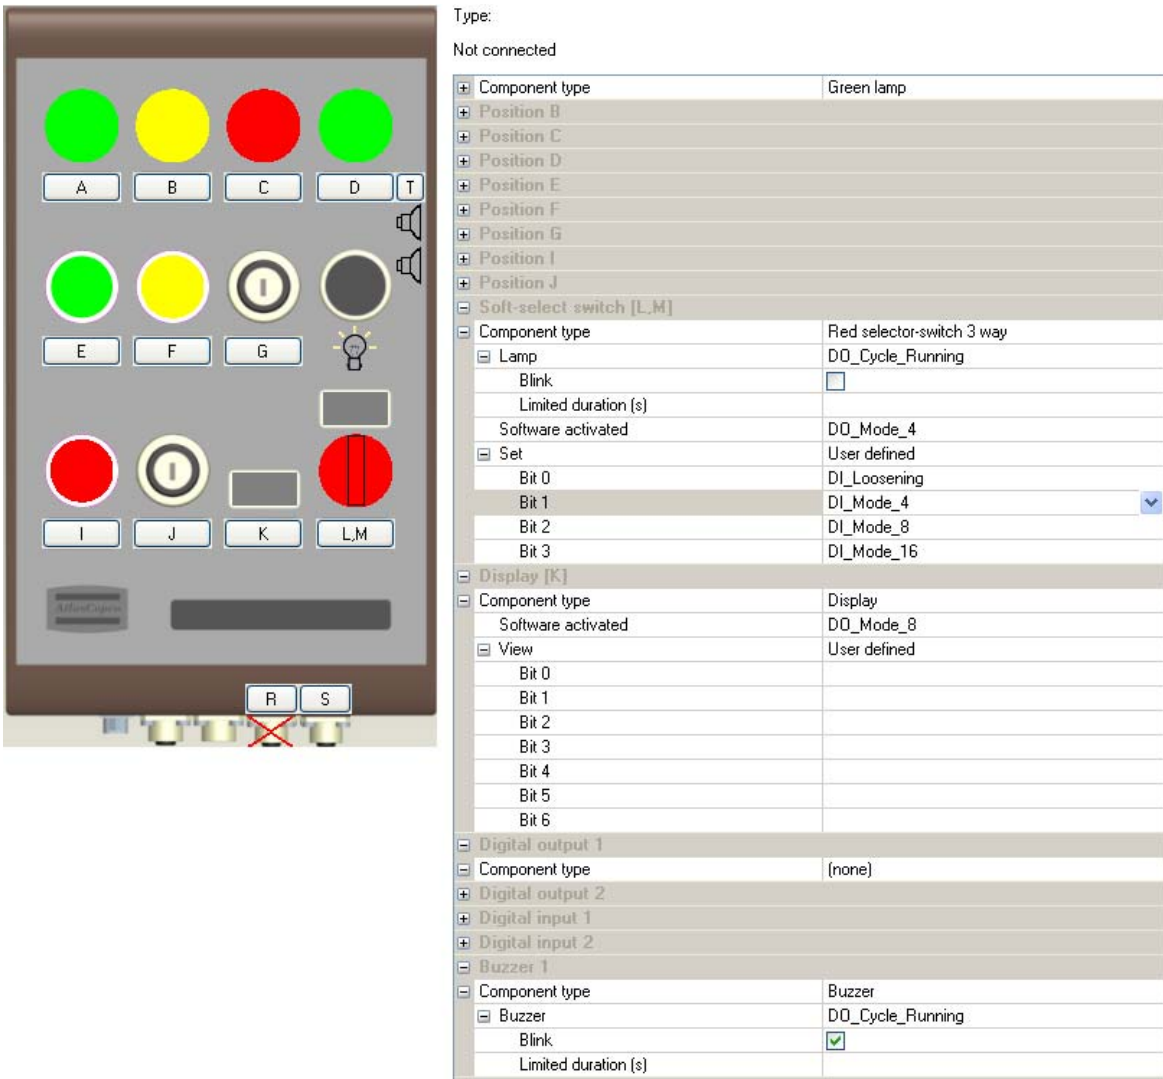 Type:
Not connected
A B C D T
E F G
I J K L,M
AtlasCopco
R S
Component type Green lamp
Position B
Position C
Position D
Position E
Position F
Position G
Position I
Position J
Soft-select switch [L,M]
Component type Red selector-switch 3 way
Lamp DO_Cycle_Running
Blink
Limited duration (s)
Software activated DO_Mode_4
Set User defined
Bit 0 DI_Loosening
Bit 1 DI_Mode_4
Bit 2 DI_Mode_8
Bit 3 DI_Mode_16
Display [K]
Component type Display
Software activated DO_Mode_8
View User defined
Bit 0
Bit 1
Bit 2
Bit 3
Bit 4
Bit 5
Bit 6
Digital output 1
Component type (none)
Digital output 2
Digital input 1
Digital input 2
Buzzer 1
Component type Buzzer
Buzzer DO_Cycle_Running
Blink
Limited duration (s)